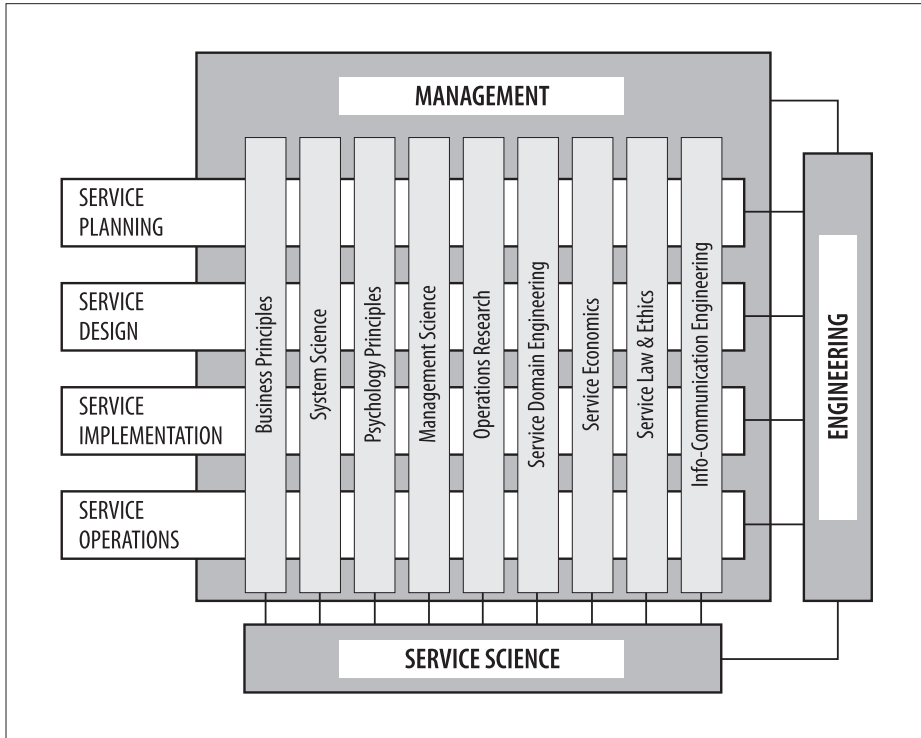 MANAGEMENT
SERVICE
PLANNING
SERVICE
DESIGN
SERVICE
IMPLEMENTATION
SERVICE
OPERATIONS
Business Principles
System Science
Psychology Principles
Management Science
Operations Research
Service Domain Engineering
Service Economics
Service Law & Ethics
Info-Communication Engineering
ENGINEERING
SERVICE SCIENCE